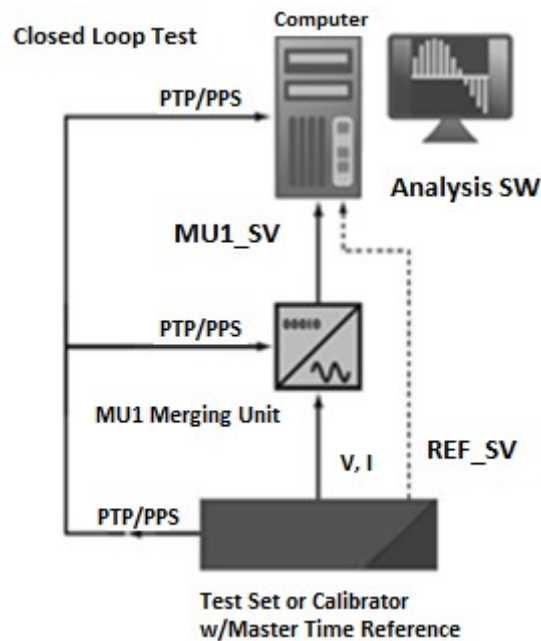 Computer
Closed Loop Test
PTP/PPS
Analysis SW
MU1_SV
00010
PTP/PPS
MU1 Merging Unit
V, I
REF_SV
PTP/PPS
Test Set or Calibrator
w/Master Time Reference